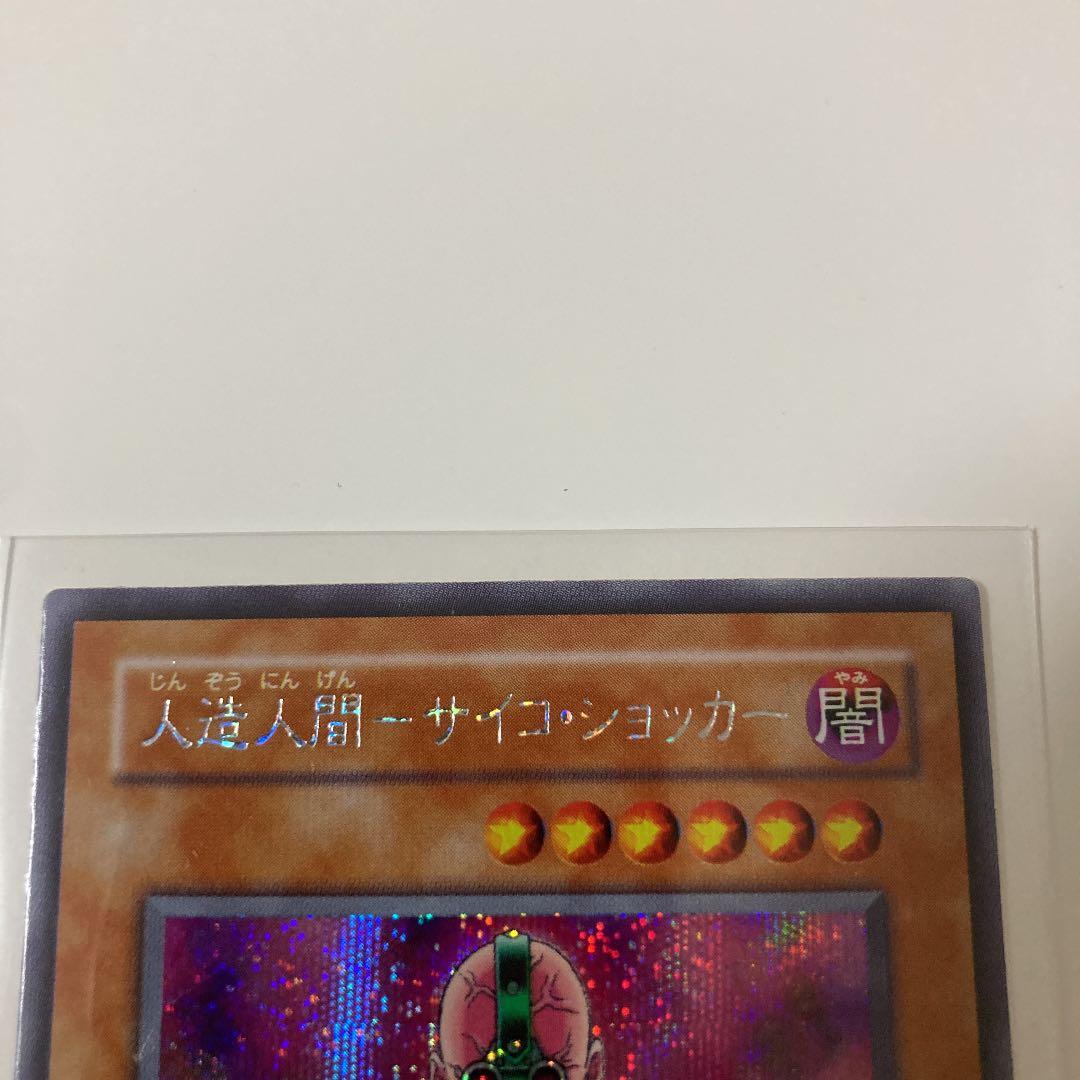 じん ぞう にん げん
人造人間－サイコ・ショッカー
やみ
闇